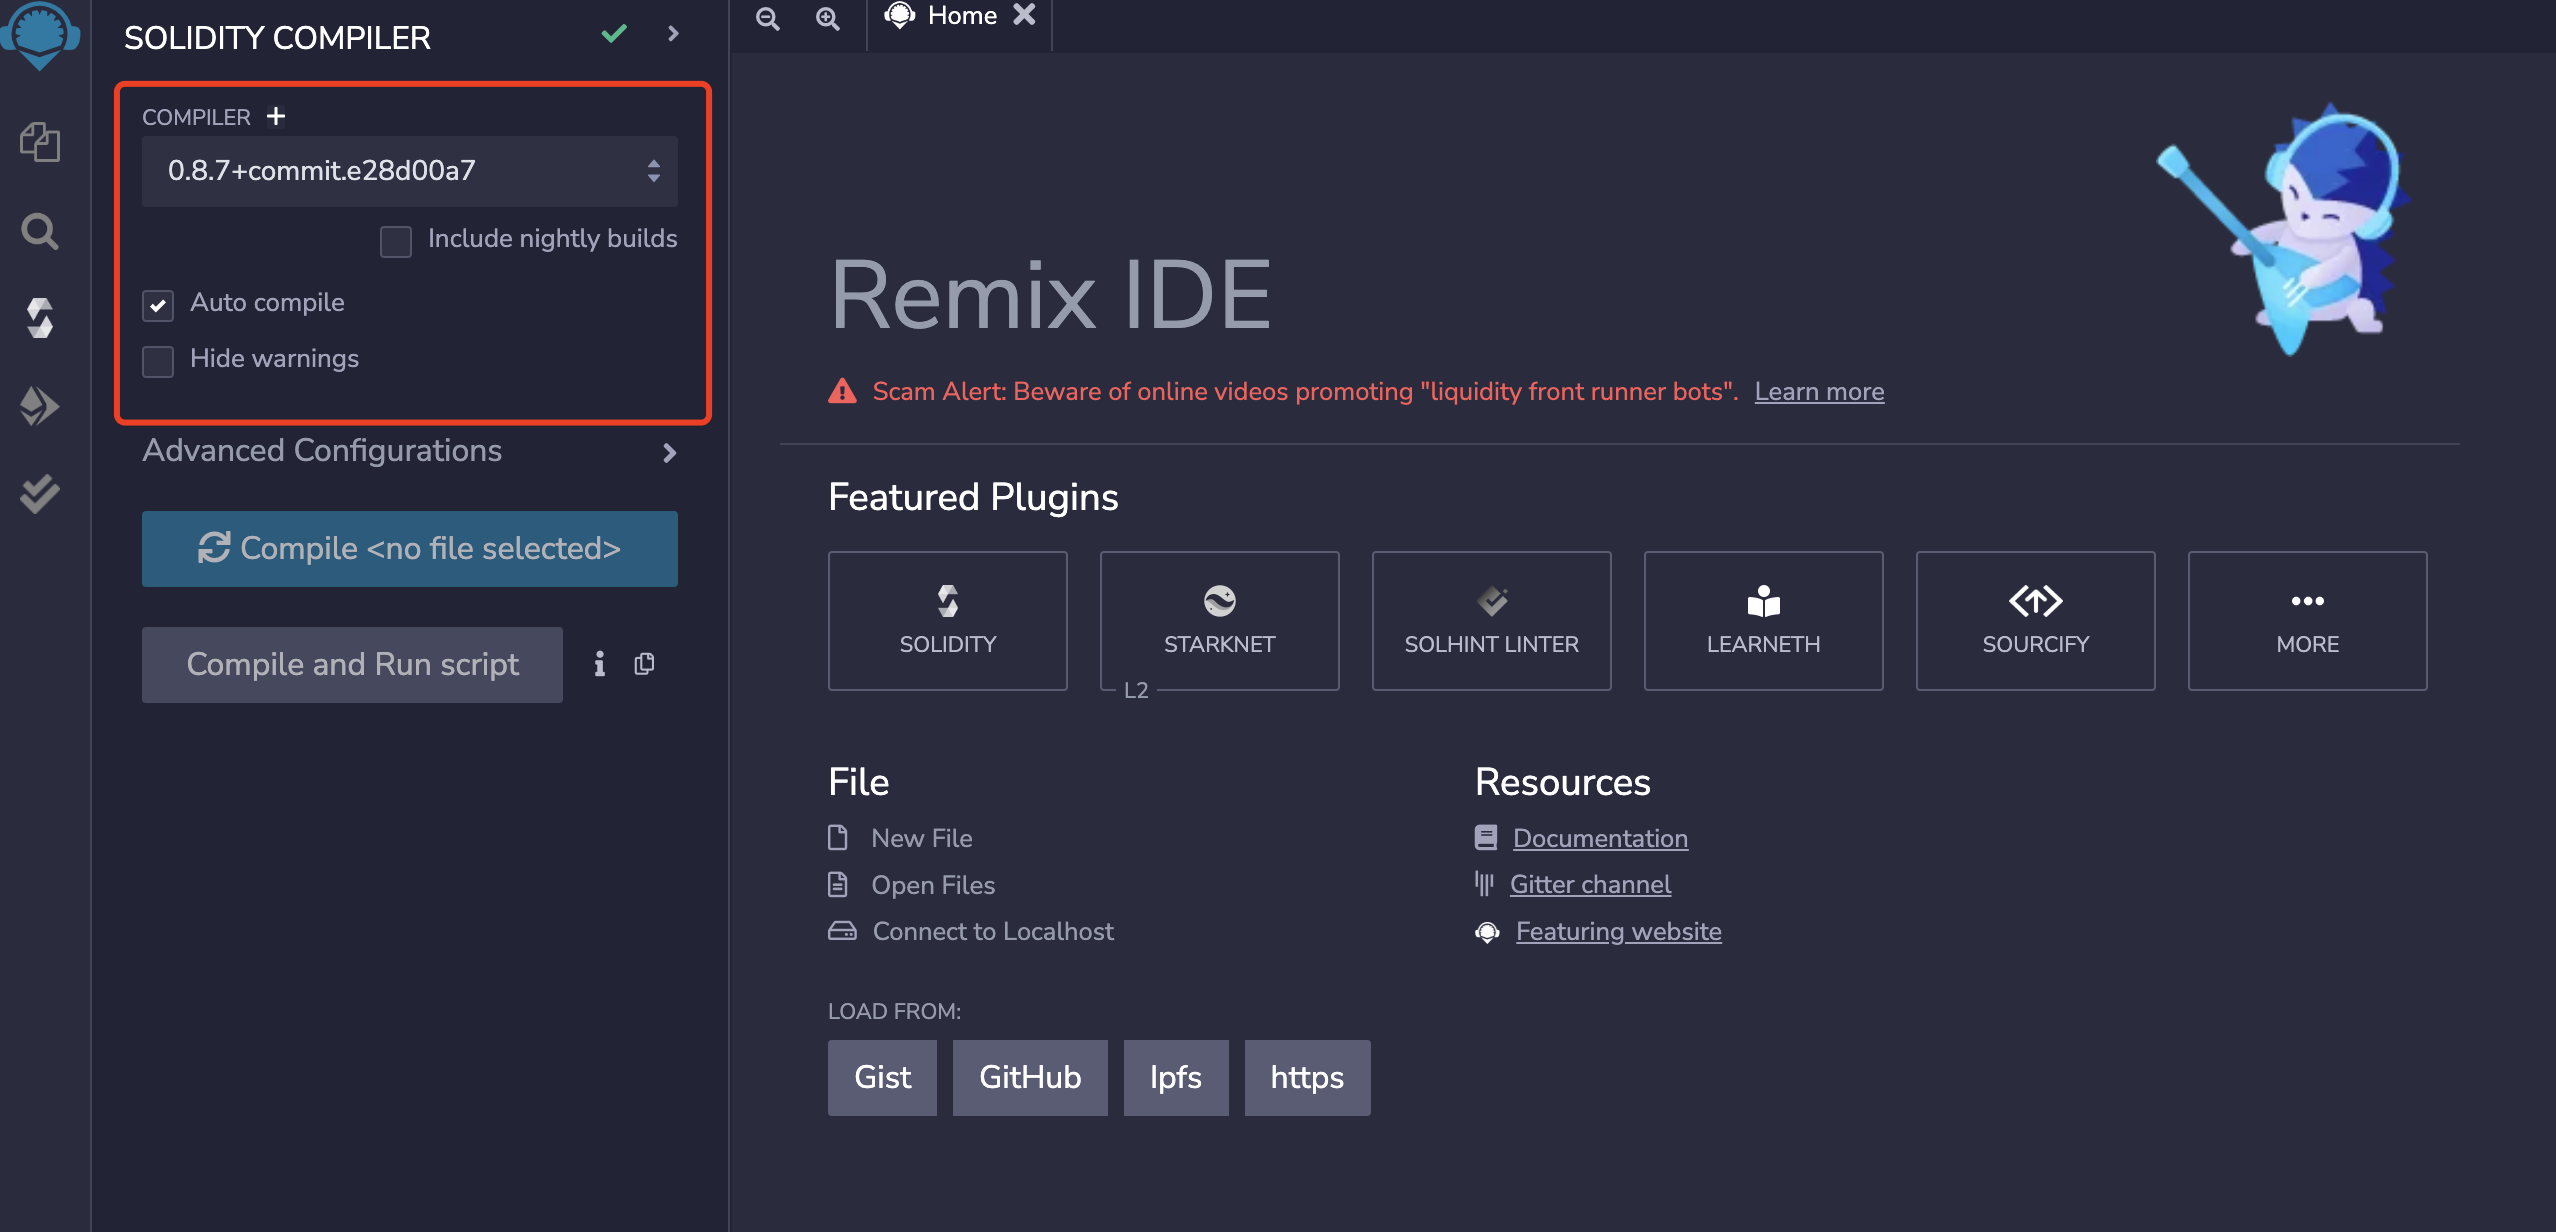 SOLIDITY COMPILER
COMPILER +
0.8.7+commit.e28d00a7
Include nightly builds
Auto compile
Hide warnings
Advanced Configurations
Compile <no file selected>
Compile and Run script
Home
Remix IDE
Scam Alert: Beware of online videos promoting "liquidity front runner bots". Learn more
Featured Plugins
SOLIDITY
STARKNET
L2
SOLHINT LINTER
LEARNETH
SOURCIFY
MORE
File
New File
Open Files
Connect to Localhost
Resources
Documentation
Gitter channel
Featuring website
LOAD FROM:
Gist GitHub Ipfs https